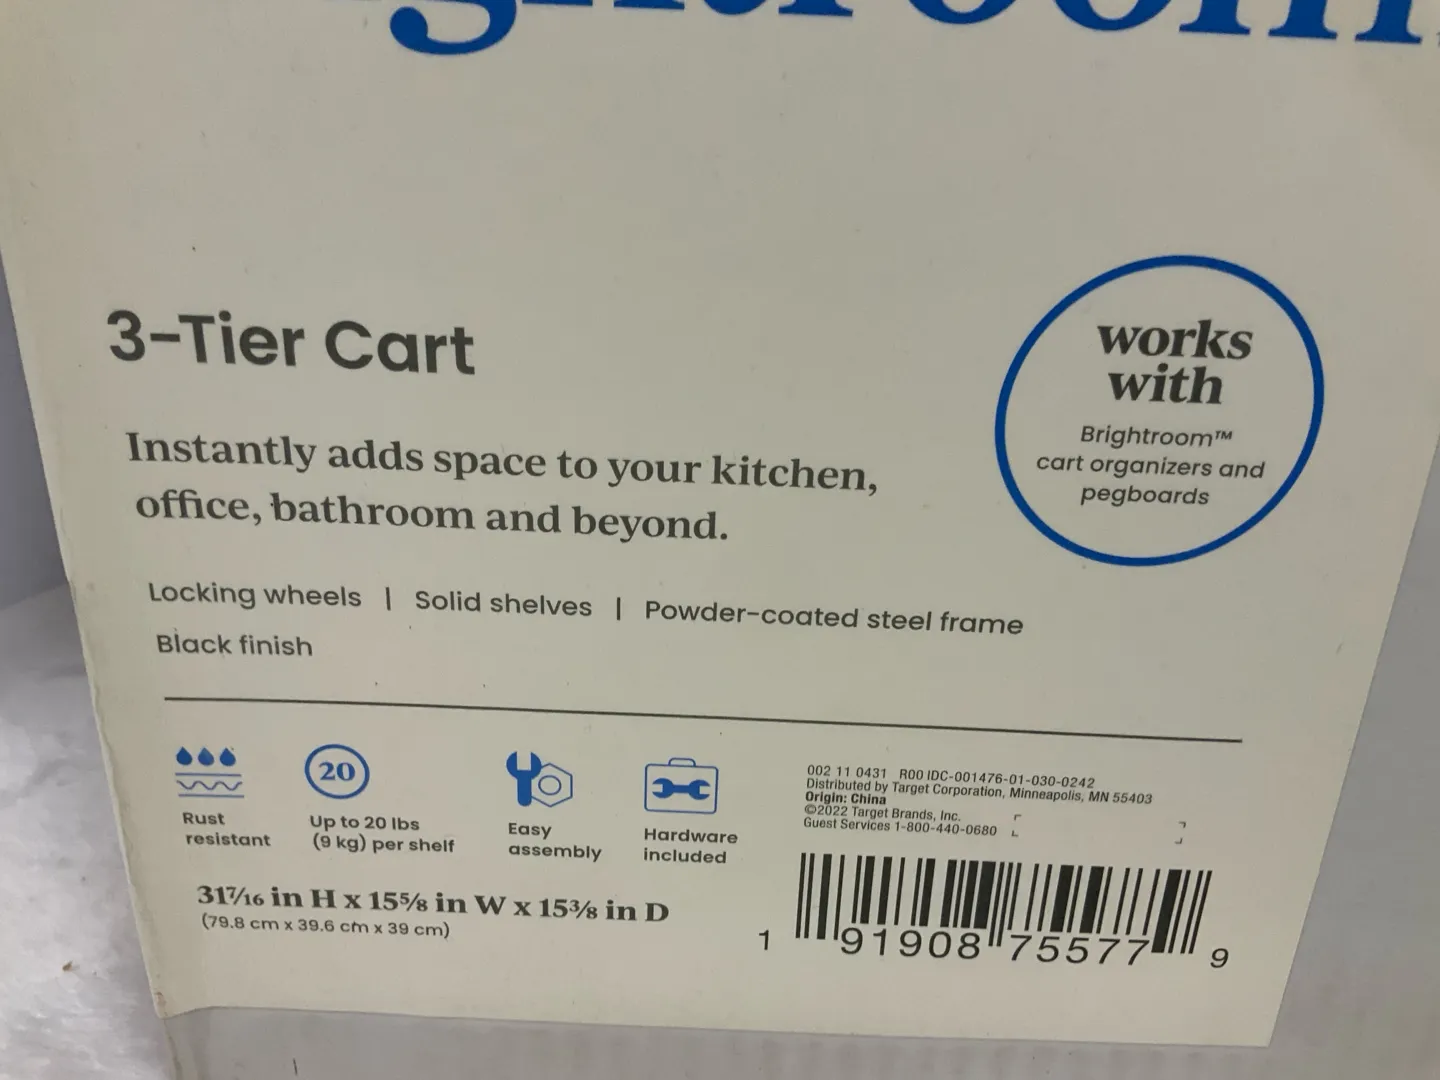 3-Tier Cart
works
with
Brightroom™
cart organizers and
pegboards
Instantly adds space to your kitchen,
office, bathroom and beyond.
Locking wheels | Solid shelves | Powder-coated steel frame
Black finish
20
Rust
resistant
Up to 20 lbs
(9 kg) per shelf
Easy
assembly
Hardware
included
31⁷⁄₁₆ in H x 15⅝ in W x 15⅜ in D
(79.8 cm x 39.6 cm x 39 cm)
002 11 0431 R00 IDC-001476-01-030-0242
Distributed by Target Corporation, Minneapolis, MN 55403
Origin: China
©2022 Target Brands, Inc.
Guest Services 1-800-440-0680
1 91908 75577 9